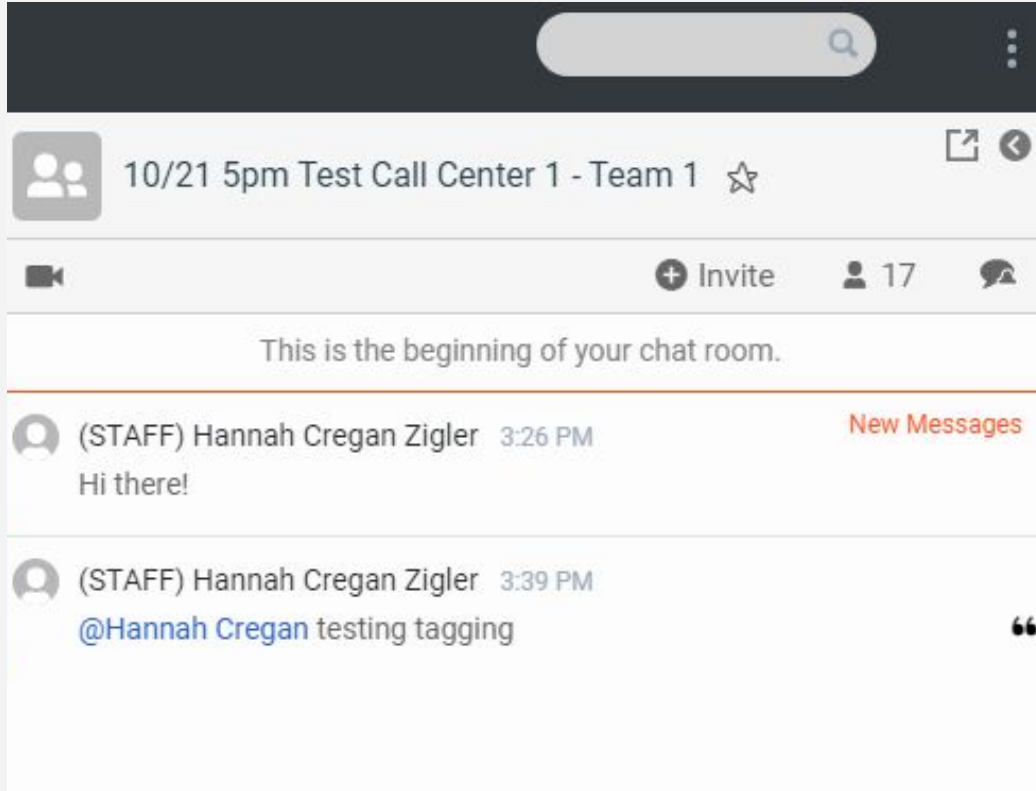 10/21 5pm Test Call Center 1 - Team 1
Invite 17
This is the beginning of your chat room.
New Messages
(STAFF) Hannah Cregan Zigler 3:26 PM
Hi there!
(STAFF) Hannah Cregan Zigler 3:39 PM
@Hannah Cregan testing tagging